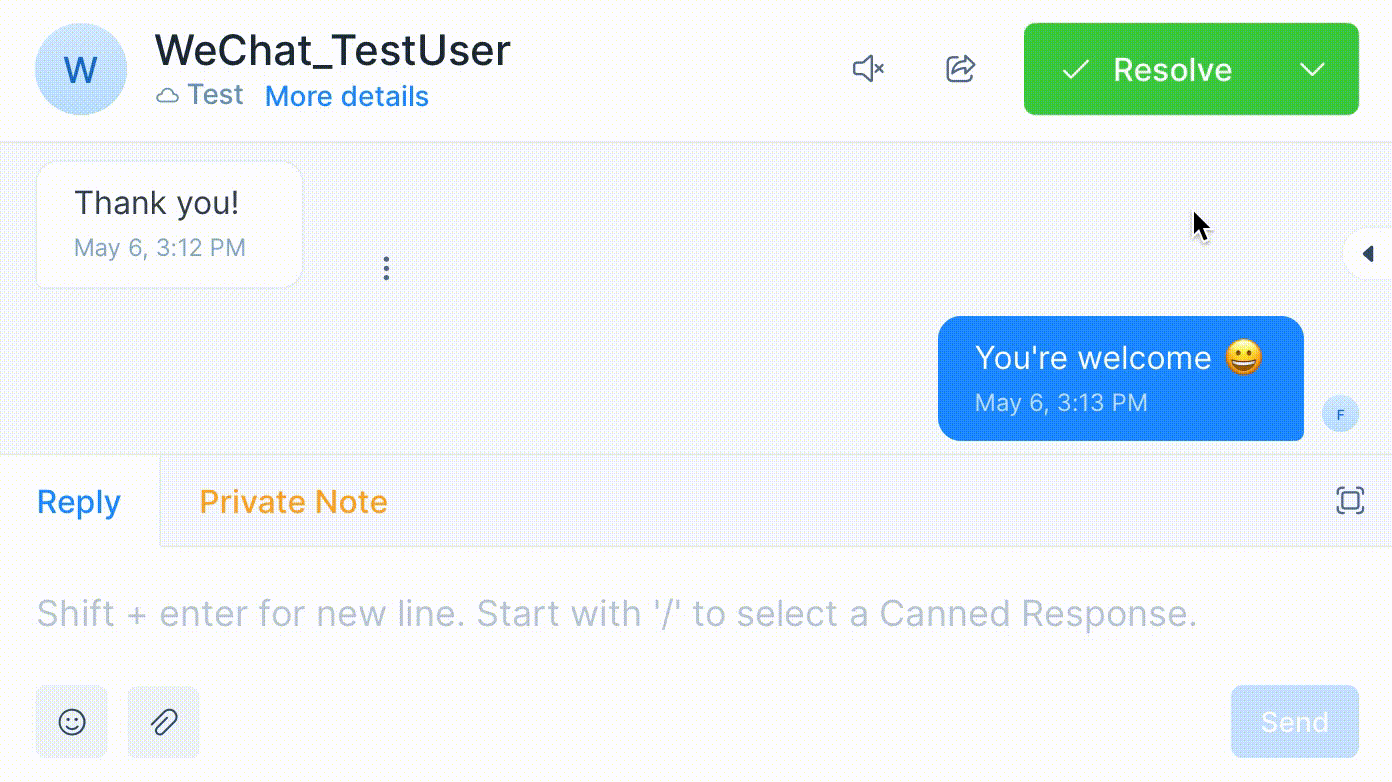 W
WeChat_TestUser
Test More details
Resolve
Thank you!
May 6, 3:12 PM
You're welcome 😀
May 6, 3:13 PM
F
Reply
Private Note
Shift + enter for new line. Start with '/' to select a Canned Response.
Send